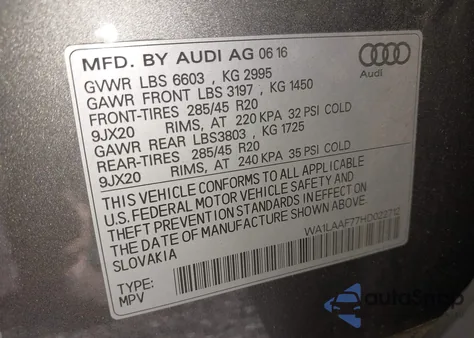 MFD. BY AUDI AG 06 16
GVWR LBS 6603 , KG 2995
GAWR FRONT LBS 3197 , KG 1450
FRONT-TIRES 285/45 R20
9JX20 RIMS, AT 220 KPA 32 PSI COLD
GAWR REAR LBS3803 , KG 1725
REAR-TIRES 285/45 R20
9JX20 RIMS, AT 240 KPA 35 PSI COLD
Audi
THIS VEHICLE CONFORMS TO ALL APPLICABLE
U.S. FEDERAL MOTOR VEHICLE SAFETY AND
THEFT PREVENTION STANDARDS IN EFFECT ON
THE DATE OF MANUFACTURE SHOWN ABOVE.
SLOVAKIA
WA1LAAF77HD022712
TYPE:
MPV
autoSnap